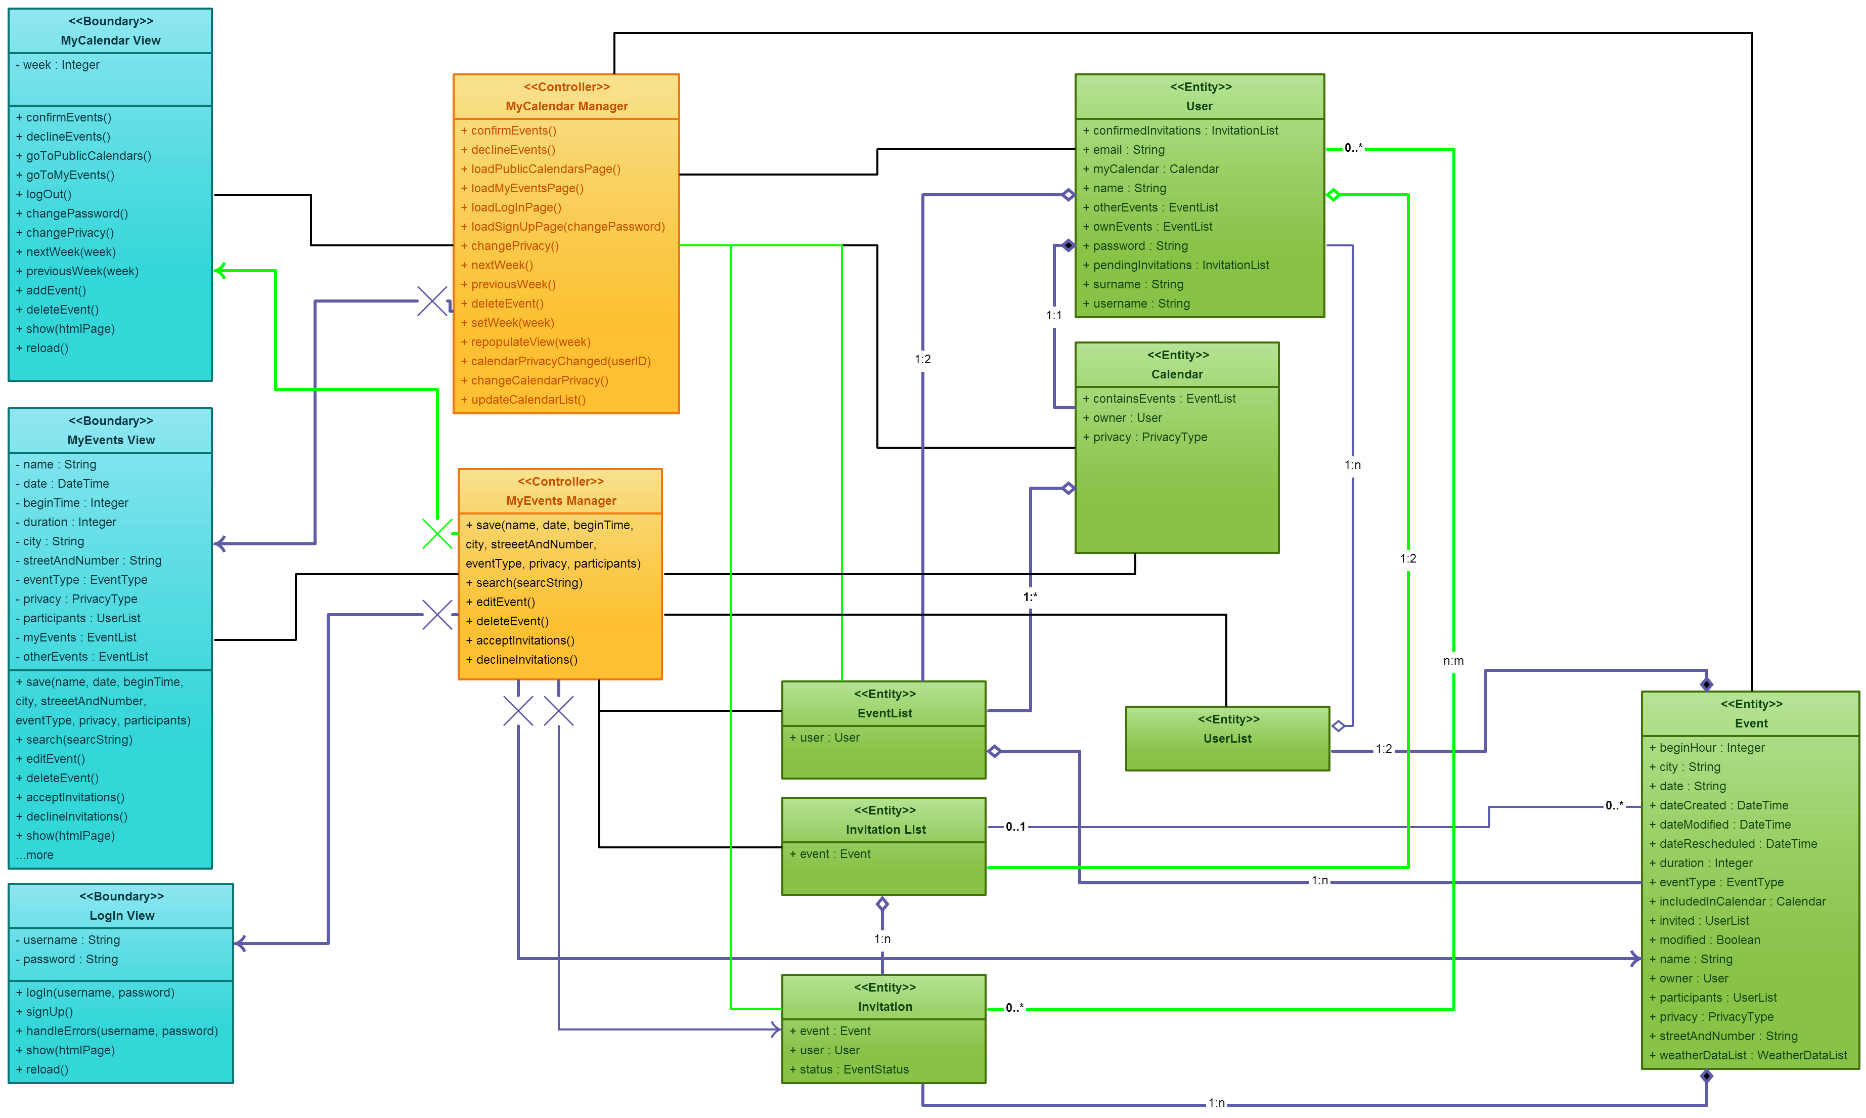 <<Boundary>>
MyCalendar View
- week : Integer
+ confirmEvents()
+ declineEvents()
+ goToPublicCalendars()
+ goToMyEvents()
+ logOut()
+ changePassword()
+ changePrivacy()
+ nextWeek(week)
+ previousWeek(week)
+ addEvent()
+ deleteEvent()
+ show(htmlPage)
+ reload()
<<Boundary>>
MyEvents View
- name : String
- date : DateTime
- beginTime : Integer
- duration : Integer
- city : String
- streetAndNumber : String
- eventType : EventType
- privacy : PrivacyType
- participants : UserList
- myEvents : EventList
- otherEvents : EventList
+ save(name, date, beginTime,
city, streeetAndNumber,
eventType, privacy, participants)
+ search(searcString)
+ editEvent()
+ deleteEvent()
+ acceptInvitations()
+ declineInvitations()
+ show(htmlPage)
...more
<<Boundary>>
LogIn View
- username : String
- password : String
+ logIn(username, password)
+ signUp()
+ handleErrors(username, password)
+ show(htmlPage)
+ reload()
<<Controller>>
MyCalendar Manager
+ confirmEvents()
+ declineEvents()
+ loadPublicCalendarsPage()
+ loadMyEventsPage()
+ loadLogInPage()
+ loadSignUpPage(changePassword)
+ changePrivacy()
+ nextWeek()
+ previousWeek()
+ deleteEvent()
+ setWeek(week)
+ repopulateView(week)
+ calendarPrivacyChanged(userID)
+ changeCalendarPrivacy()
+ updateCalendarList()
<<Controller>>
MyEvents Manager
+ save(name, date, beginTime,
city, streeetAndNumber,
eventType, privacy, participants)
+ search(searcString)
+ editEvent()
+ deleteEvent()
+ acceptInvitations()
+ declineInvitations()
<<Entity>>
User
+ confirmedInvitations : InvitationList
+ email : String
+ myCalendar : Calendar
+ name : String
+ otherEvents : EventList
+ ownEvents : EventList
+ password : String
+ pendingInvitations : InvitationList
+ surname : String
+ username : String
<<Entity>>
Calendar
+ containsEvents : EventList
+ owner : User
+ privacy : PrivacyType
<<Entity>>
EventList
+ user : User
<<Entity>>
UserList
<<Entity>>
Invitation List
+ event : Event
<<Entity>>
Invitation
+ event : Event
+ user : User
+ status : EventStatus
<<Entity>>
Event
+ beginHour : Integer
+ city : String
+ date : String
+ dateCreated : DateTime
+ dateModified : DateTime
+ dateRescheduled : DateTime
+ duration : Integer
+ eventType : EventType
+ includedInCalendar : Calendar
+ invited : UserList
+ modified : Boolean
+ name : String
+ owner : User
+ participants : UserList
+ privacy : PrivacyType
+ streetAndNumber : String
+ weatherDataList : WeatherDataList
0..*
1:1
1:2
1:n
1:2
1:*
n:m
1:2
0..*
0..1
1:n
1:n
0..*
1:n